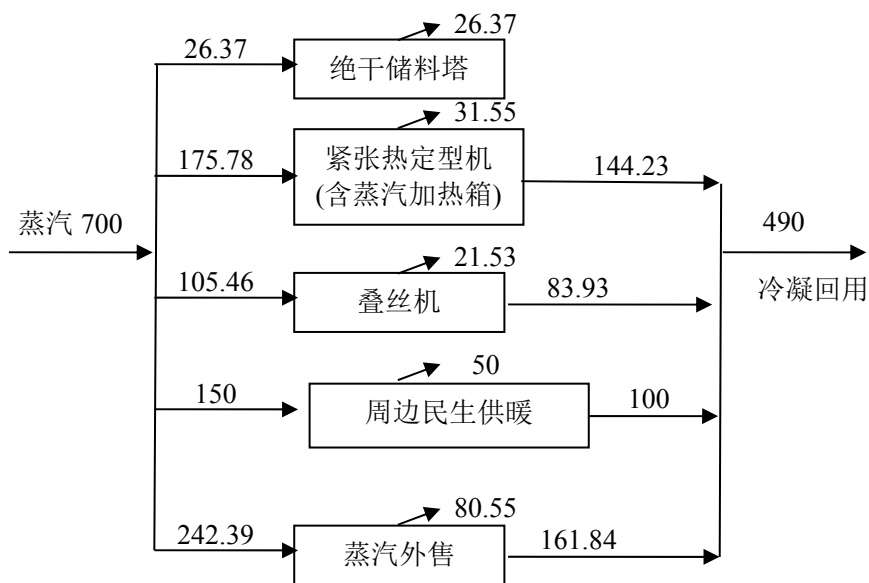 26.37
26.37
绝干储料塔
31.55
175.78
紧张热定型机
(含蒸汽加热箱)
144.23
蒸汽 700
490
冷凝回用
21.53
105.46
叠丝机
83.93
50
150
周边民生供暖
100
80.55
242.39
蒸汽外售
161.84